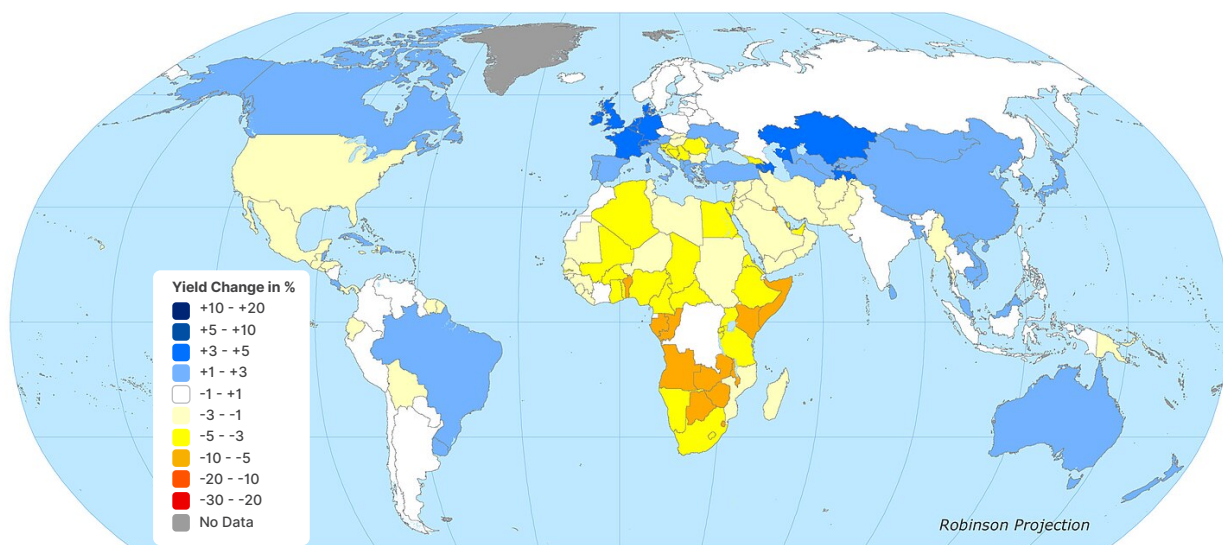 Yield Change in %
+10 - +20
+5 - +10
+3 - +5
+1 - +3
-1 - +1
-3 - -1
-5 - -3
-10 - -5
-20 - -10
-30 - -20
No Data
Robinson Projection